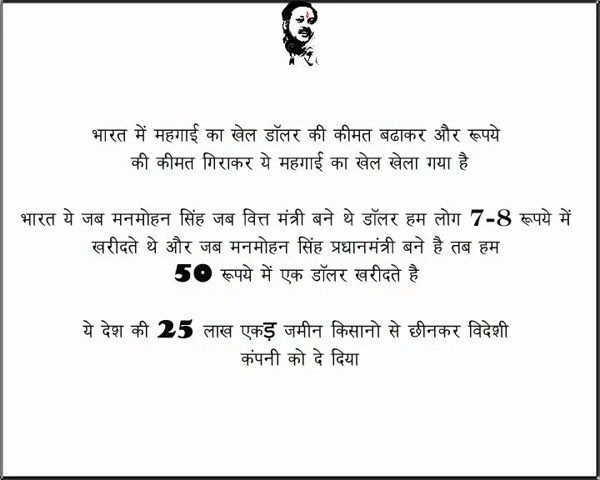 भारत में महगाई का खेल डॉलर की कीमत बढाकर और रूपये
की कीमत गिराकर ये महगाई का खेल खेला गया है
भारत ये जब मनमोहन सिंह जब वित्त मंत्री बने थे डॉलर हम लोग 7-8 रूपये में
खरीदते थे और जब मनमोहन सिंह प्रधानमंत्री बने है तब हम
50 रूपये में एक डॉलर खरीदते है
ये देश की 25 लाख एकड़ जमीन किसानो से छीनकर विदेशी
कंपनी को दे दिया